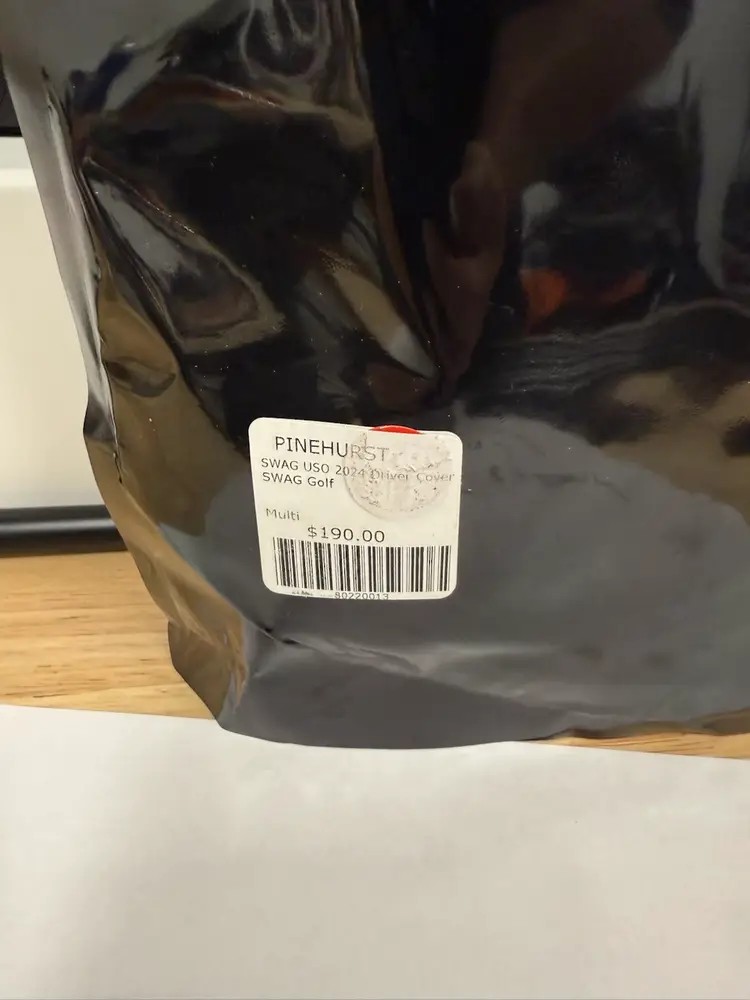 PINEHURST
SWAG USO 2024 Driver Cover
SWAG Golf
Multi
$190.00
80220013